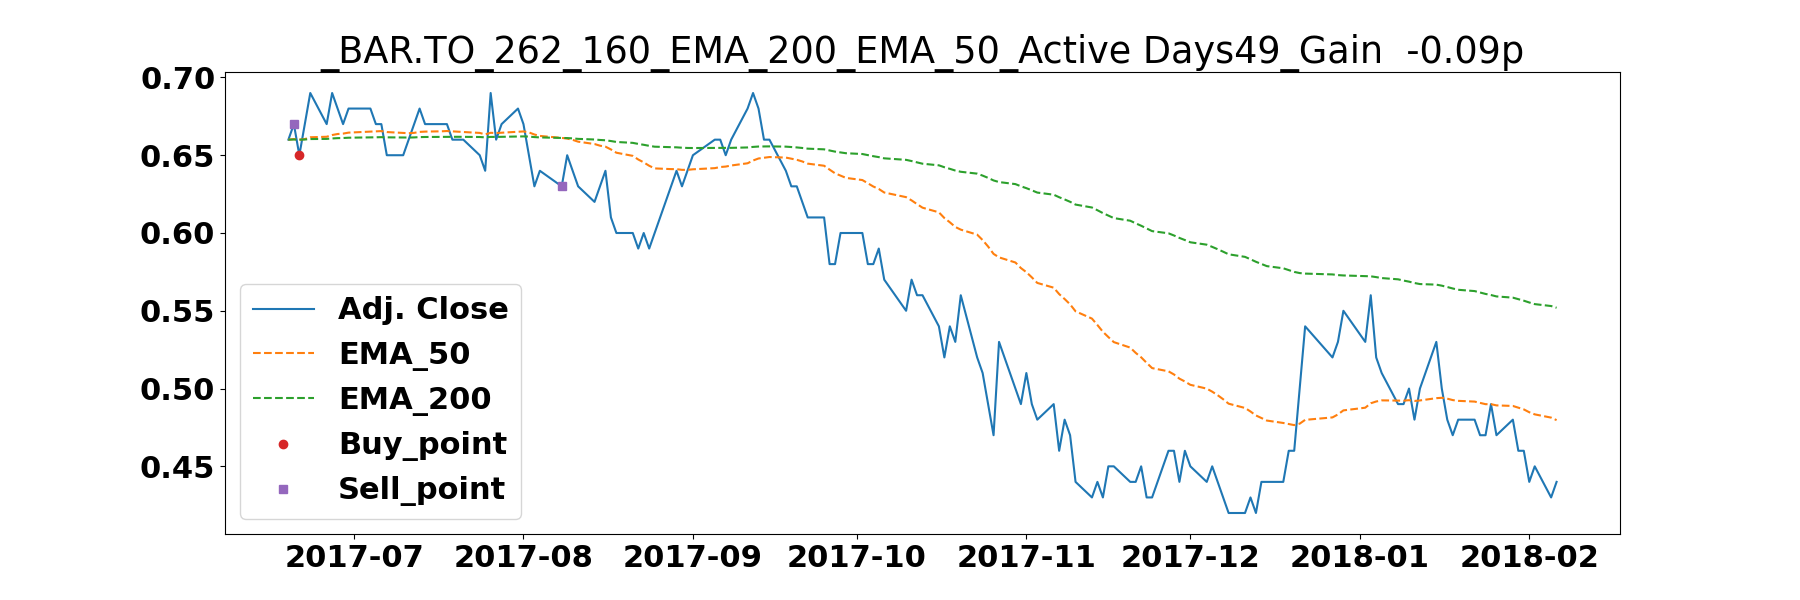 _BAR.TO_262_160_EMA_200_EMA_50_Active Days49_Gain  -0.09p
0.70
0.65
0.60
0.55
0.50
0.45
Adj. Close
EMA_50
EMA_200
Buy_point
Sell_point
2017-07 2017-08 2017-09 2017-10 2017-11 2017-12 2018-01 2018-02